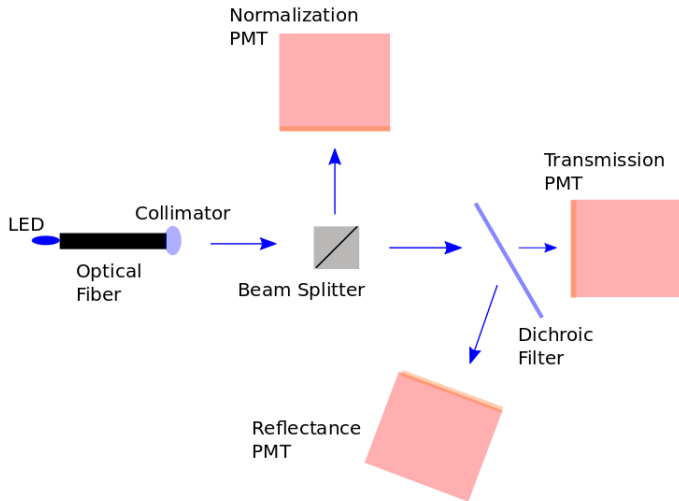 Normalization
PMT
Transmission
PMT
LED
Collimator
Optical
Fiber
Beam Splitter
Dichroic
Filter
Reflectance
PMT